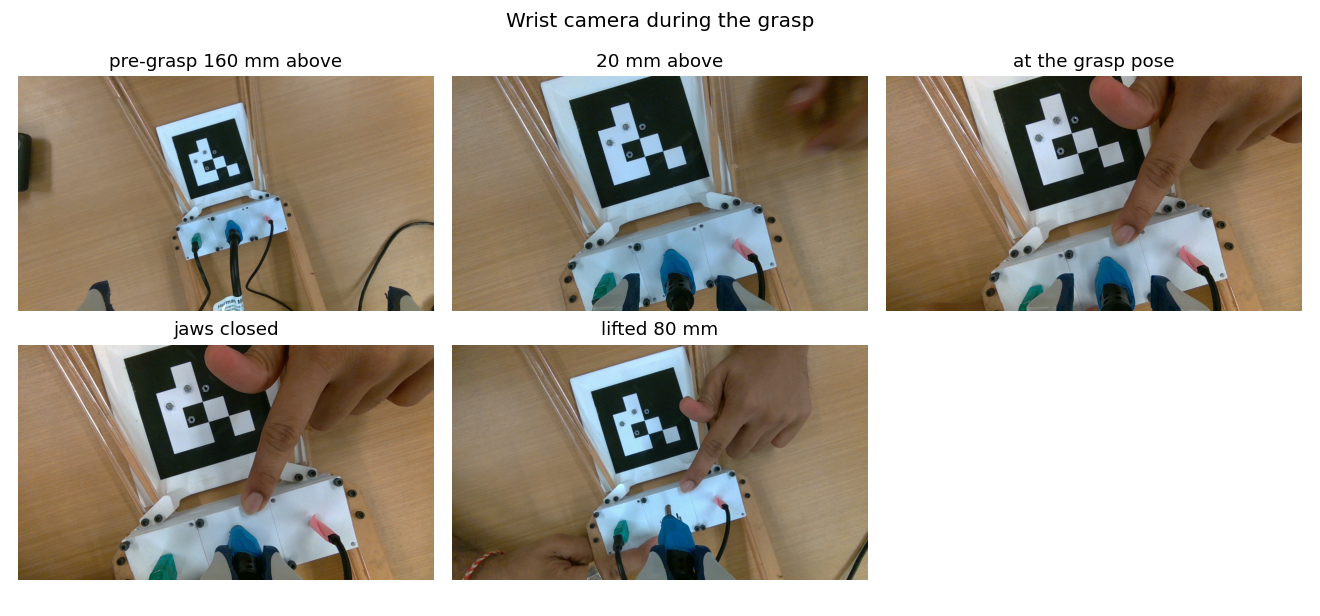 Wrist camera during the grasp
pre-grasp 160 mm above
20 mm above
at the grasp pose
jaws closed
lifted 80 mm